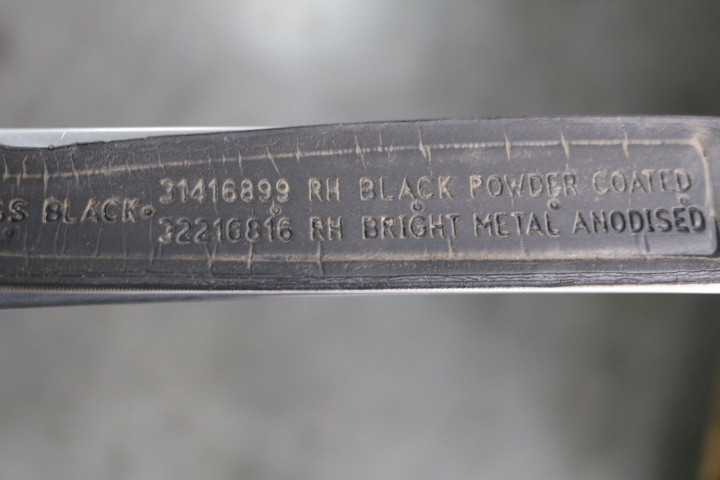 SS BLACK 31416899 RH BLACK POWDER COATED
32216816 RH BRIGHT METAL ANODISED